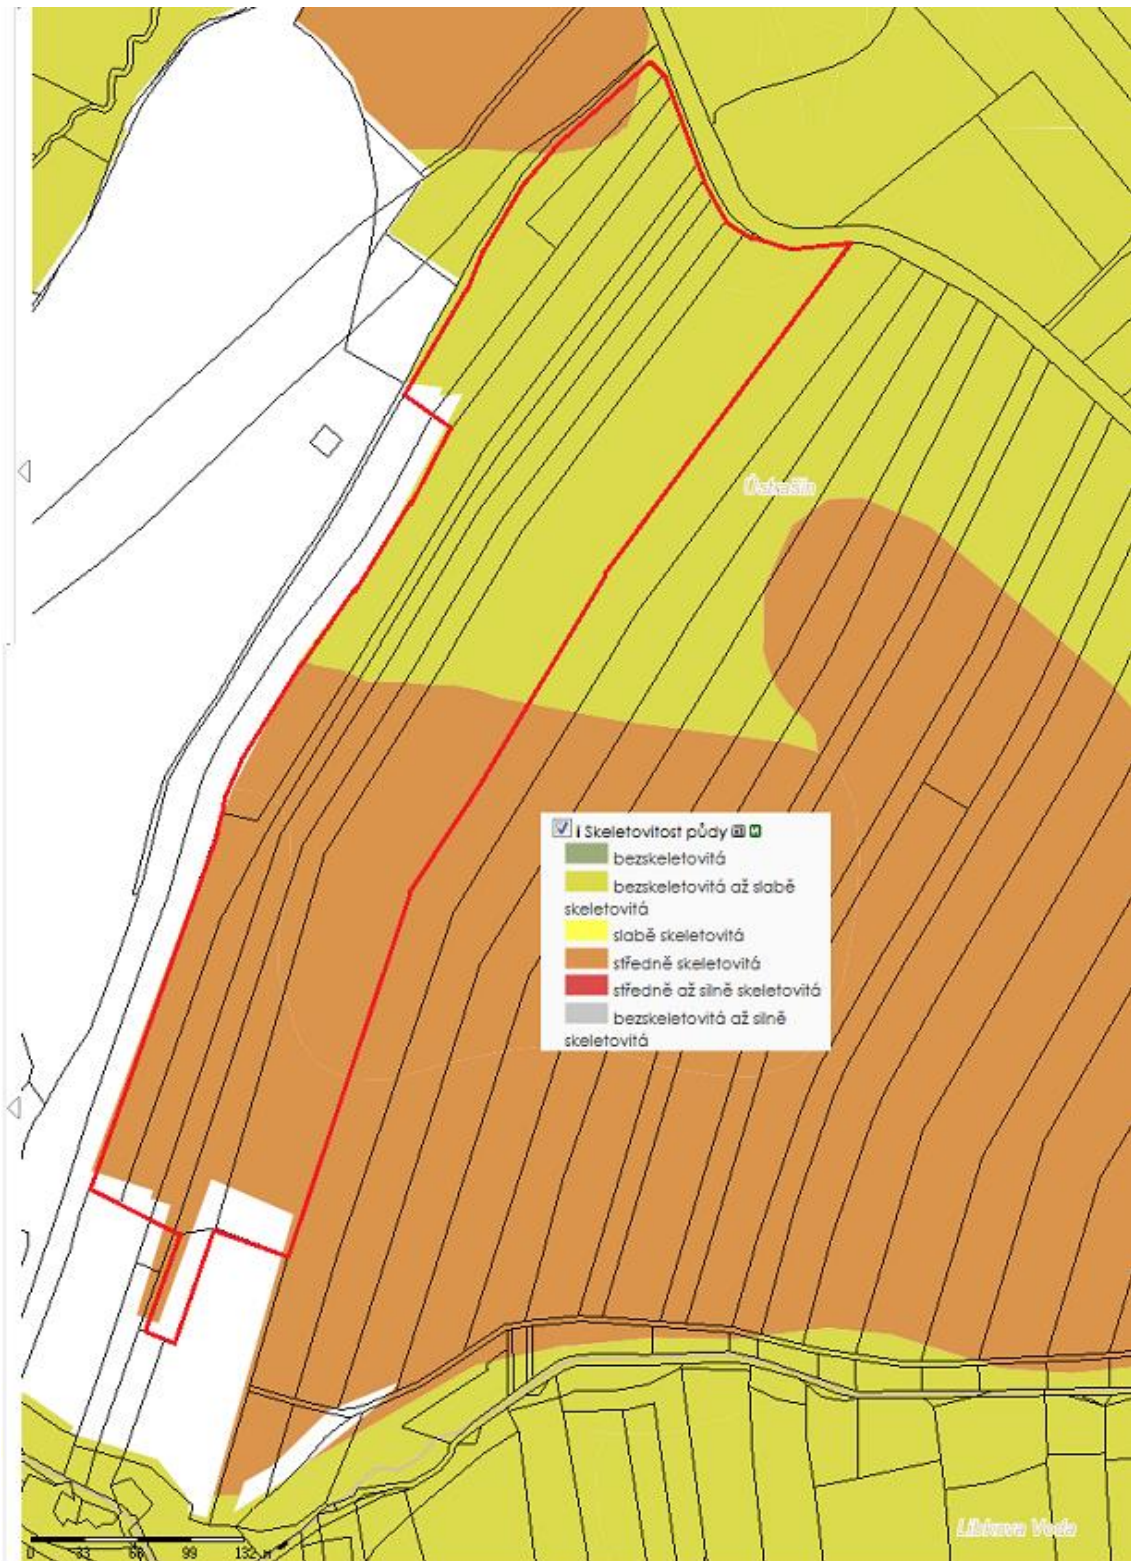 Úskašín
i Skeletovitost půdy
bezskeletovitá
bezskeletovitá až slabě
skeletovitá
slabě skeletovitá
středně skeletovitá
středně až silně skeletovitá
bezskeletovitá až silně
skeletovitá
Libkova Voda
0 33 66 99 132 m